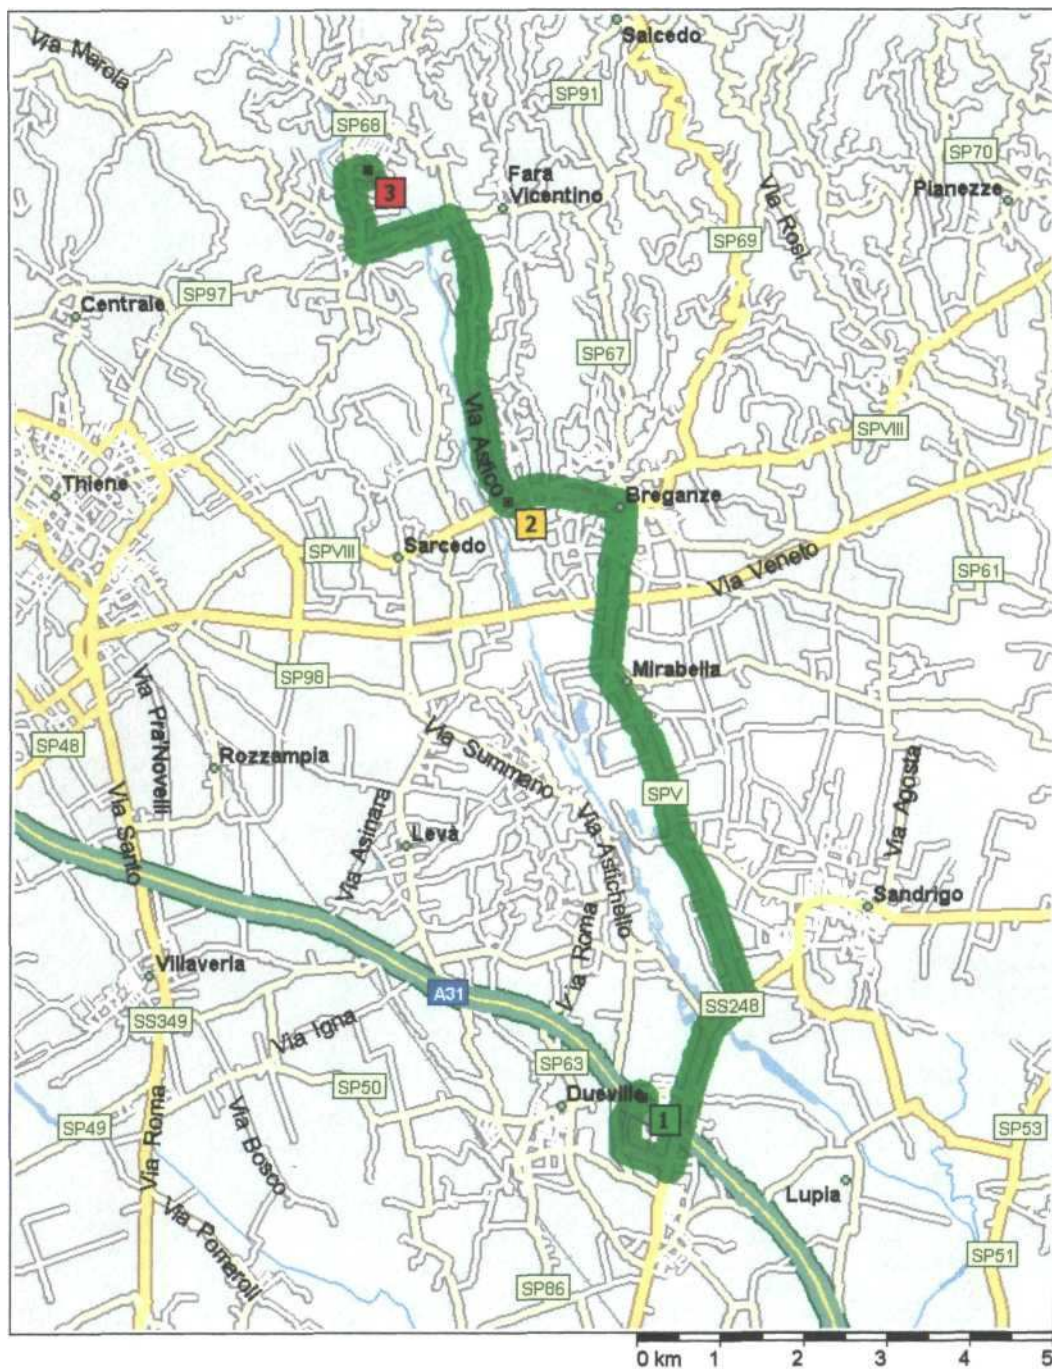 Salcedo
Via Marola
SP91
SP68
SP70
Pianezze
Fara
Vicentino
3
Via Rosi
SP69
SP97
Centrale
SP67
Via Astico
SPVIII
Thiene
Breganze
2
SPVIII
Sarcedo
Via Veneto
SP61
SP98
Mirabella
Via Pra'Novelli
SP48
Rozzampia
Via Summano
Via Santo
SPV
Via Agosta
Via Asinara
Leva
Via Astichello
Sandrigo
Via Roma
Villaverla
A31
SS248
SS349
Via Igna
SP63
SP50
Dueville
1
SP49
Via Roma
Via Bosco
SP53
Lupia
Via Pomaroli
SP51
SP86
0 km 1 2 3 4 5